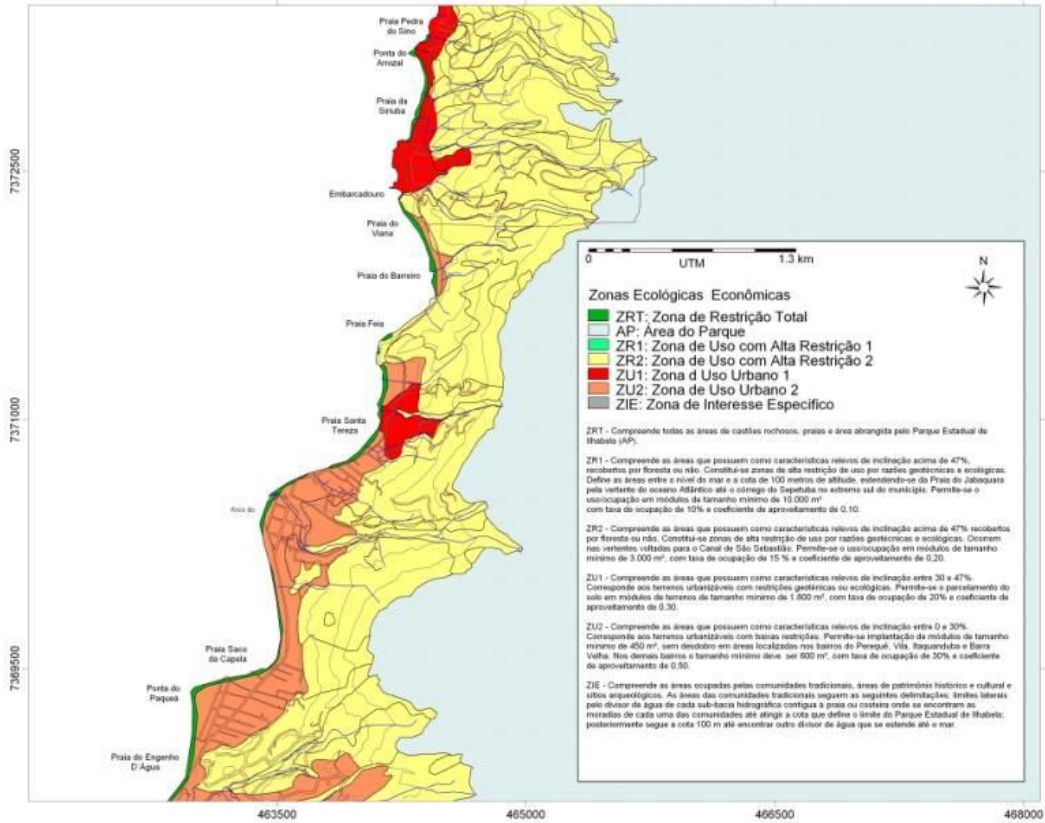 Praia Pedra
do Sino
Ponta do
Arrozal
Praia da
Siriuba
7372500
Embarcadouro
Praia do
Viana
Praia do Barreiro
Praia Feia
7371000
Praia Santa
Tereza
Arco do
7369500
Praia Saco
da Capela
Ponta do
Paqueá
Praia do Engenho
D'Água
463500
465000
466500
468000
0
UTM
1.3 km
N
Zonas Ecológicas Econômicas
ZRT: Zona de Restrição Total
AP: Área do Parque
ZR1: Zona de Uso com Alta Restrição 1
ZR2: Zona de Uso com Alta Restrição 2
ZU1: Zona d Uso Urbano 1
ZU2: Zona de Uso Urbano 2
ZIE: Zona de Interesse Especifico
ZRT - Compreende todas as áreas de costões rochosos, praias e área abrangida pelo Parque Estadual de
Ilhabela (AP).
ZR1 - Compreende as áreas que possuem como características relevos de inclinação acima de 47%,
recobertos por floresta ou não. Constitui-se zonas de alta restrição de uso por razões geotécnicas e ecológicas.
Define as áreas entre o nível do mar e a cota de 100 metros de altitude, estendendo-se da Praia do Jabaquara
pela vertente do oceano Atlântico até o córrego do Sepetuba no extremo sul do município. Permite-se o
uso/ocupação em módulos de tamanho mínimo de 10.000 m²
com taxa de ocupação de 10% e coeficiente de aproveitamento de 0,10.
ZR2 - Compreende as áreas que possuem como características relevos de inclinação acima de 47% recobertos
por floresta ou não. Constitui-se zonas de alta restrição de uso por razões geotécnicas e ecológicas. Ocorrem
nas vertentes voltadas para o Canal de São Sebastião. Permite-se o uso/ocupação em módulos de tamanho
mínimo de 3.000 m², com taxa de ocupação de 15 % e coeficiente de aproveitamento de 0,20.
ZU1 - Compreende as áreas que possuem como características relevos de inclinação entre 30 e 47%.
Corresponde aos terrenos urbanizáveis com restrições geotécnicas ou ecológicas. Permite-se o parcelamento do
solo em módulos de terrenos de tamanho mínimo de 1.800 m², com taxa de ocupação de 20% e coeficiente de
aproveitamento de 0,30.
ZU2 - Compreende as áreas que possuem como características relevos de inclinação entre 0 e 30%.
Corresponde aos terrenos urbanizáveis com baixas restrições. Permite-se implantação de módulos de tamanho
mínimo de 450 m², sem desdobro em áreas localizadas nos bairros do Perequê, Vila, Itaquanduba e Barra
Velha. Nos demais bairros o tamanho mínimo deve ser 600 m², com taxa de ocupação de 30% e coeficiente
de aproveitamento de 0,50.
ZIE - Compreende as áreas ocupadas pelas comunidades tradicionais, áreas de patrimônio histórico e cultural e
sítios arqueológicos. As áreas das comunidades tradicionais seguem as seguintes delimitações: limites laterais
pelo divisor de água de cada sub-bacia hidrográfica contígua à praia ou costeira onde se encontram as
moradias de cada uma das comunidades até atingir a cota que define o limite do Parque Estadual de Ilhabela;
posteriormente segue a cota 100 m até encontrar outro divisor de água que se estende até o mar.